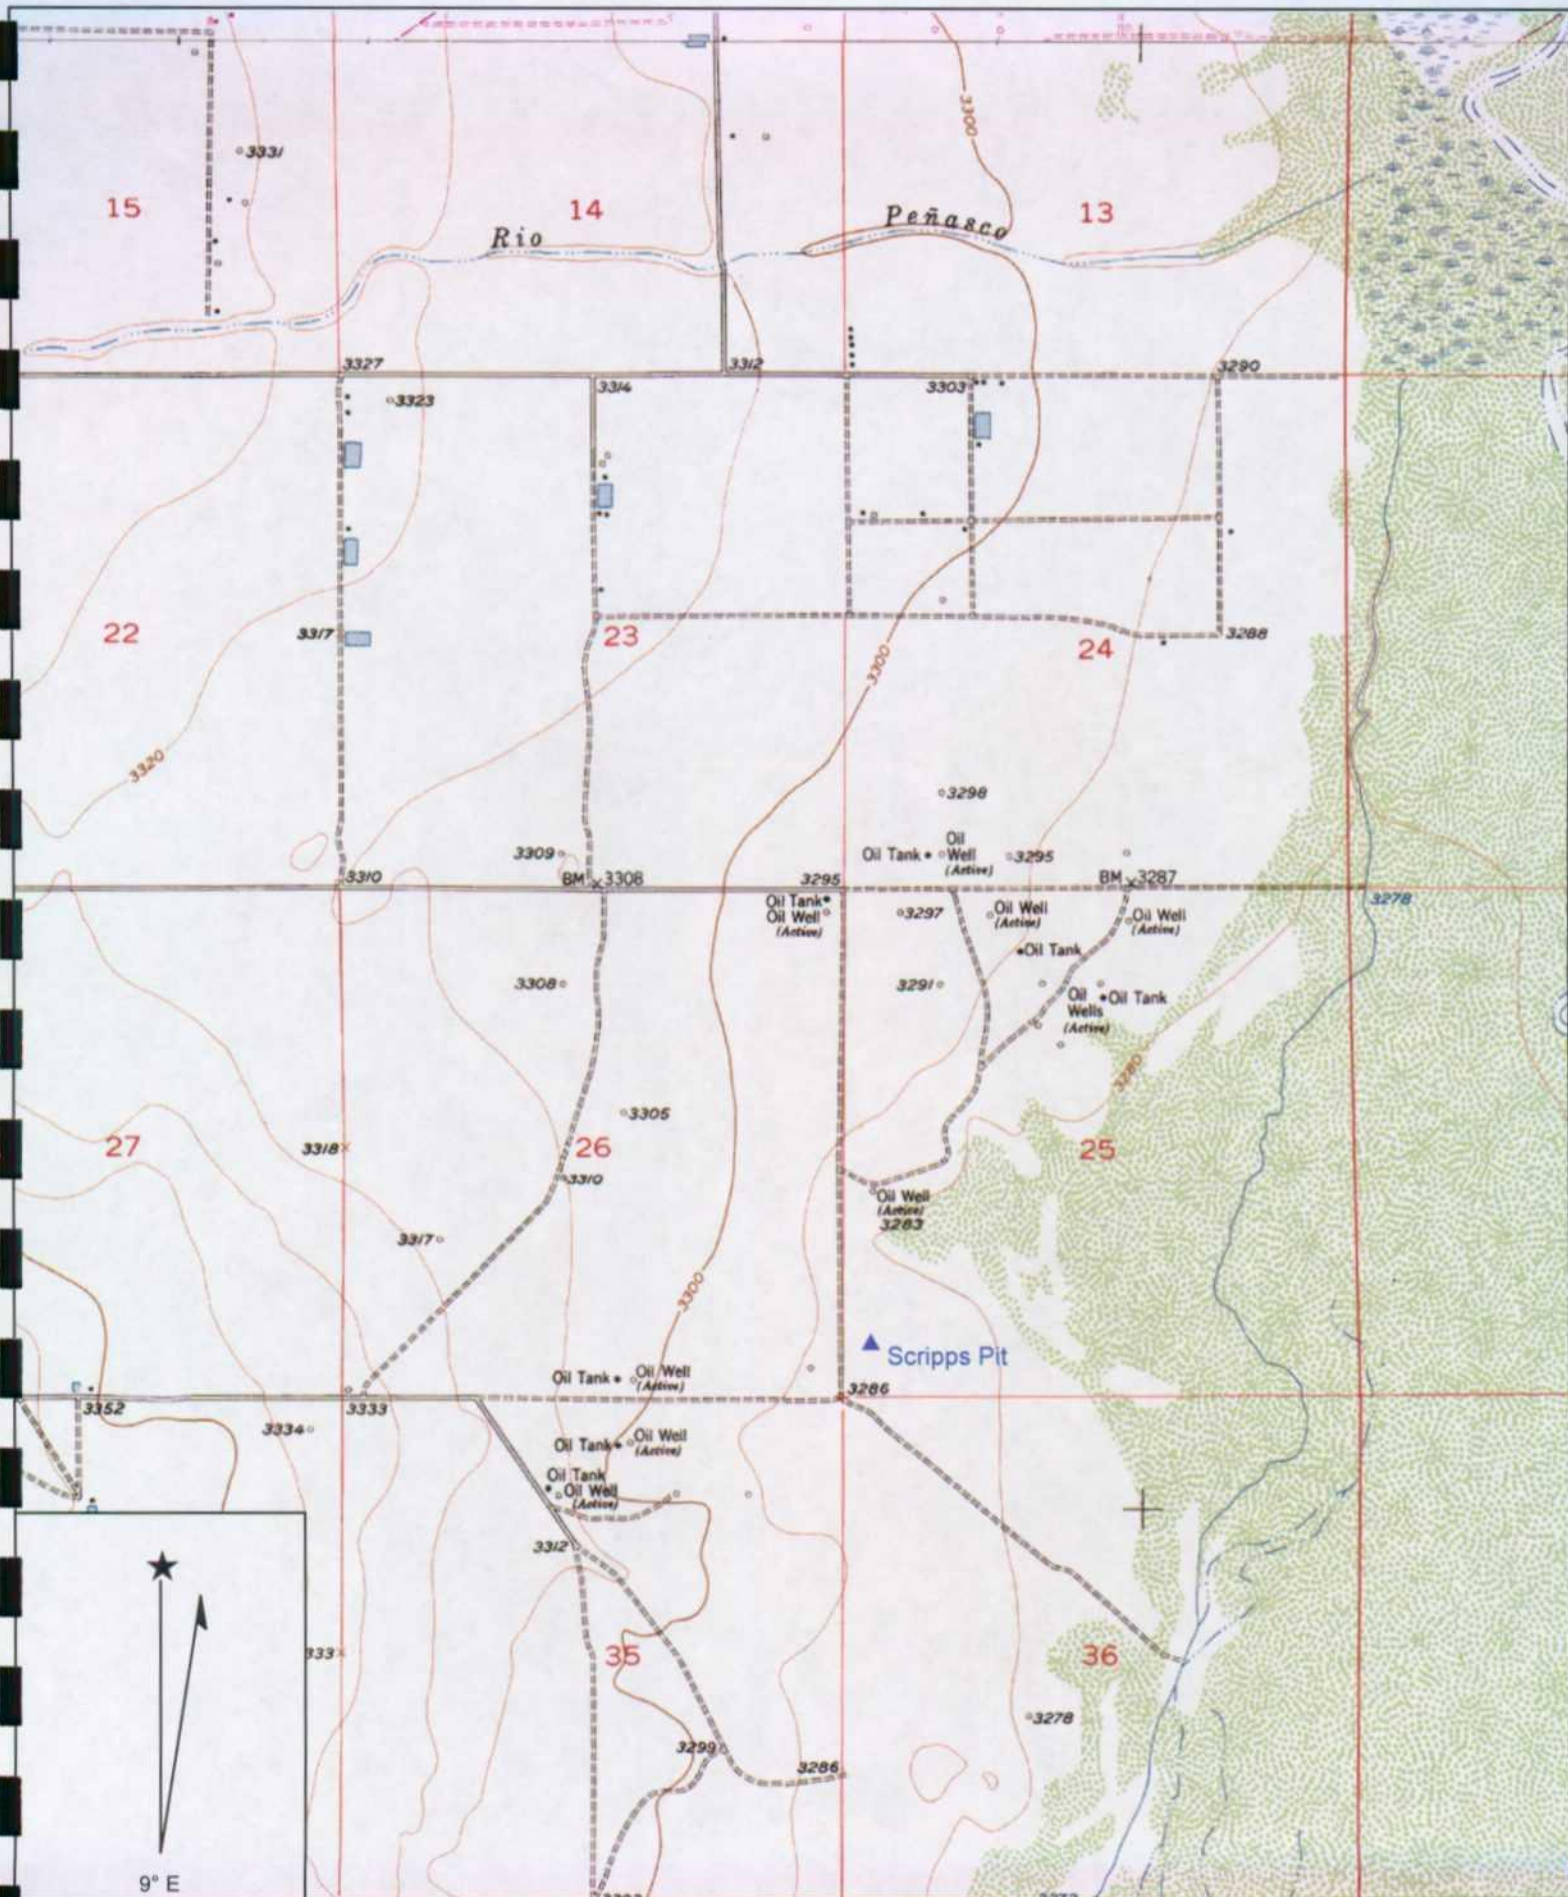 3300
3331
15
14
13
Rio
Peñasco
3327
3312
3290
3323
3314
3303
22
3317
23
24
3288
3300
3320
3298
3309
Oil Tank
Oil
Well
(Active)
3295
3310
BM
3308
3295
BM
3287
3278
Oil Tank
Oil Well
(Active)
3297
Oil Well
(Active)
Oil Well
(Active)
Oil Tank
3308
3291
Oil
Wells
(Active)
Oil Tank
3280
3305
27
3318
26
25
3310
Oil Well
(Active)
3283
3317
3300
Scripps Pit
Oil Tank
Oil Well
(Active)
3286
3352
3333
3334
Oil Tank
Oil Well
(Active)
Oil Tank
Oil Well
(Active)
3312
35
36
3278
3299
3286
9° E